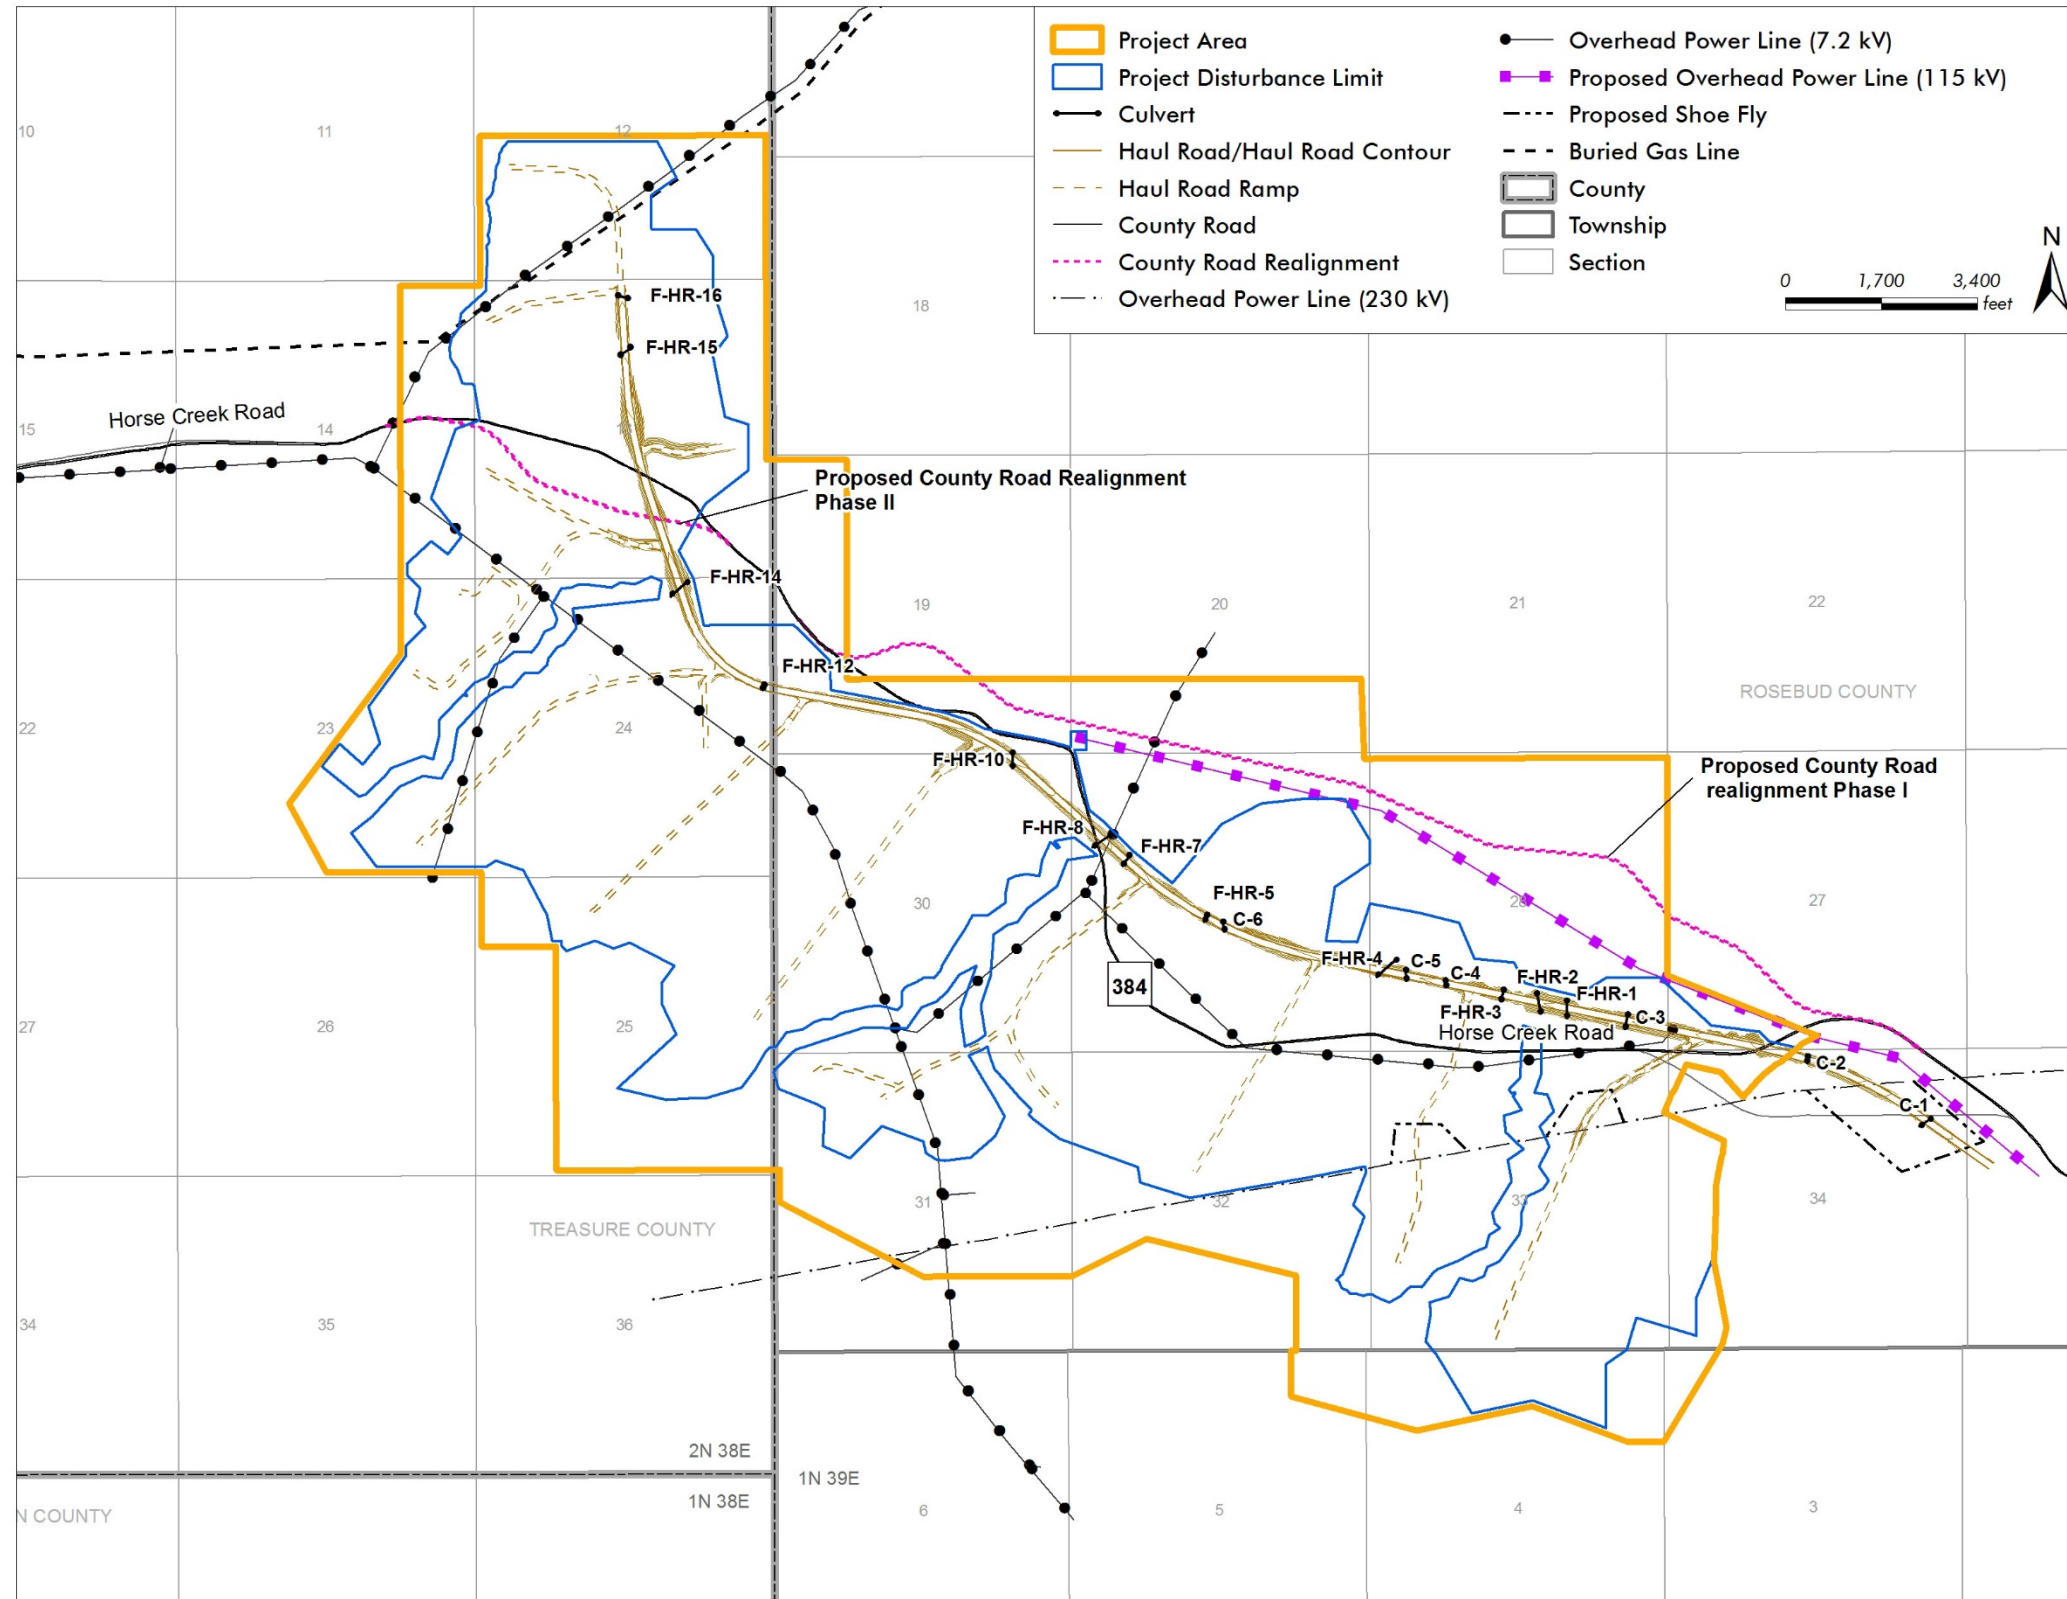 Project Area
Project Disturbance Limit
Culvert
Haul Road/Haul Road Contour
Haul Road Ramp
County Road
County Road Realignment
Overhead Power Line (230 kV)
Overhead Power Line (7.2 kV)
Proposed Overhead Power Line (115 kV)
Proposed Shoe Fly
Buried Gas Line
County
Township
Section
N
0 1,700 3,400
feet
10
11
12
18
F-HR-16
F-HR-15
Horse Creek Road
15
14
13
Proposed County Road Realignment
Phase II
F-HR-14
19
20
21
22
F-HR-12
ROSEBUD COUNTY
22
23
24
F-HR-10
Proposed County Road
realignment Phase I
F-HR-8
F-HR-7
F-HR-5
C-6
30
28
27
F-HR-4
C-5
C-4
F-HR-2
F-HR-1
384
F-HR-3
C-3
Horse Creek Road
27
26
25
C-2
C-1
31
32
33
34
TREASURE COUNTY
34
35
36
2N 38E
1N 38E
1N 39E
N COUNTY
6
5
4
3